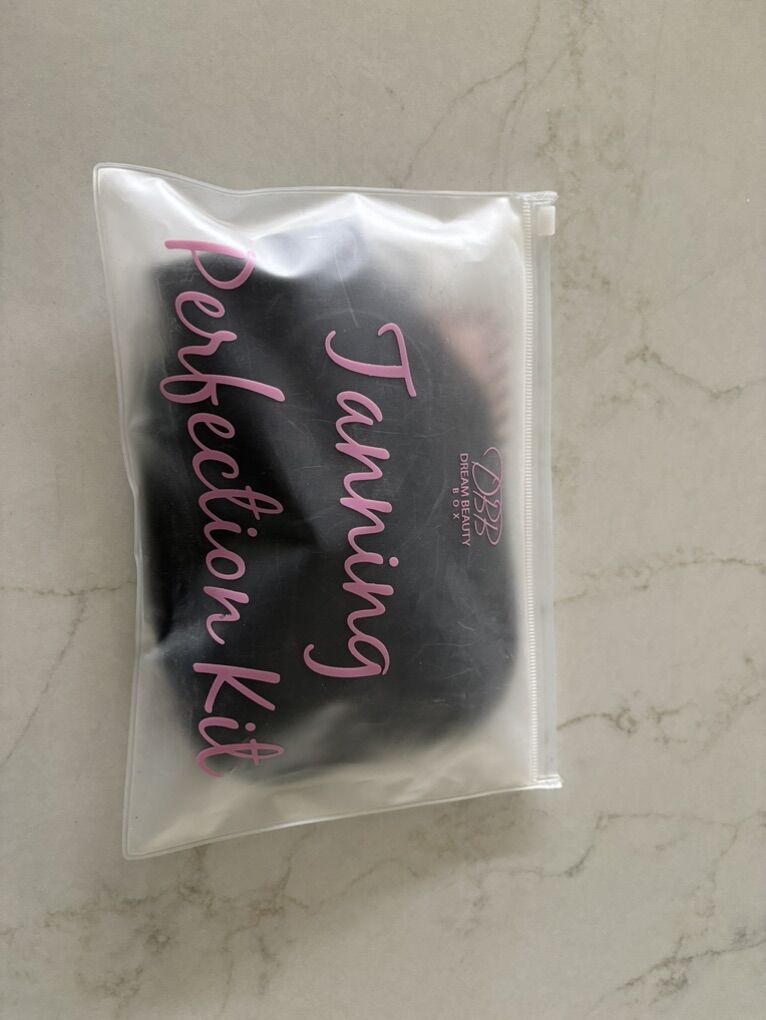 DBB
DREAM BEAUTY
BOX
Tanning
Perfection Kit